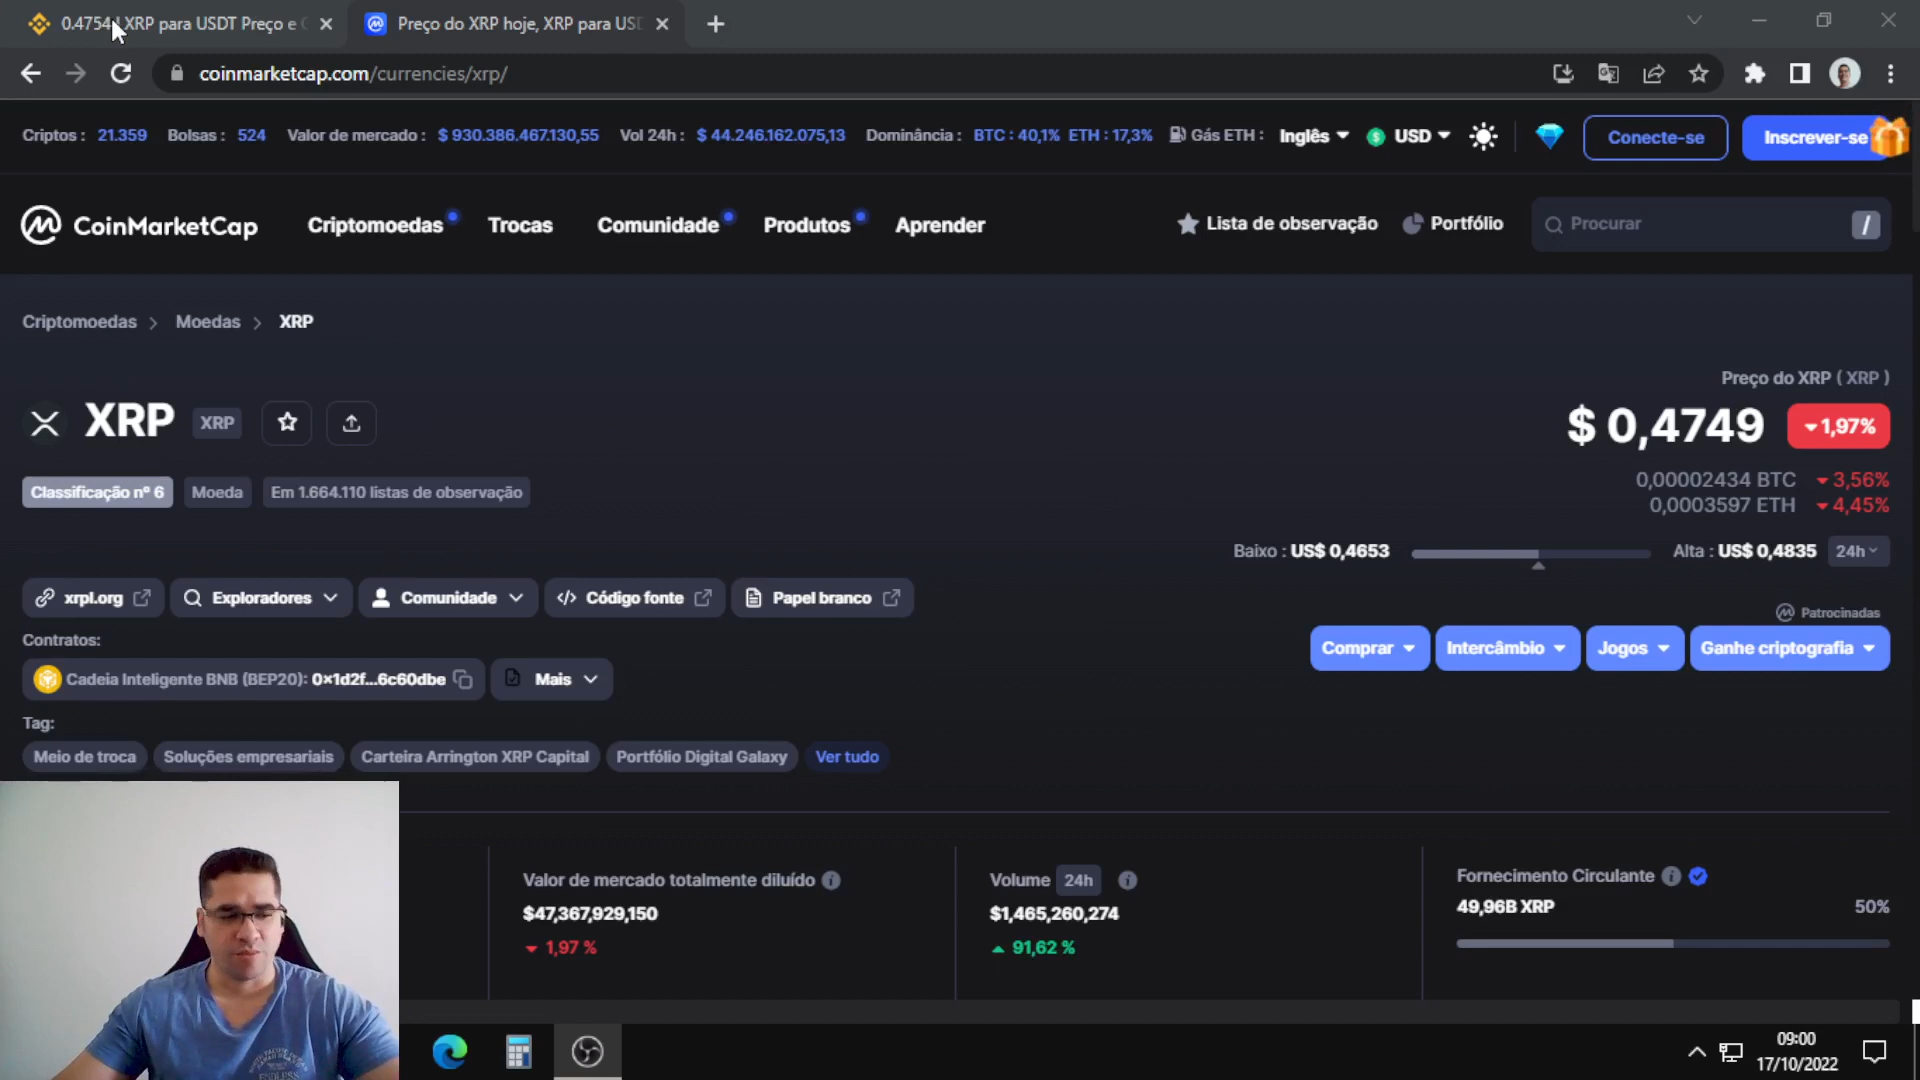 0.4754 XRP para USDT Preço e
Preço do XRP hoje, XRP para USD
coinmarketcap.com/currencies/xrp/
Criptos : 21.359 Bolsas : 524 Valor de mercado : $ 930.386.467.130,55 Vol 24h : $ 44.246.162.075,13 Dominância : BTC : 40,1% ETH : 17,3% Gás ETH : Inglês USD Conecte-se Inscrever-se
CoinMarketCap Criptomoedas Trocas Comunidade Produtos Aprender Lista de observação Portfólio Procurar /
Criptomoedas > Moedas > XRP
Preço do XRP ( XRP )
XRP XRP $ 0,4749 1,97%
0,00002434 BTC 3,56%
Classificação nº 6 Moeda Em 1.664.110 listas de observação
0,0003597 ETH 4,45%
Baixo : US$ 0,4653 Alta : US$ 0,4835 24h
xrpl.org Exploradores Comunidade </> Código fonte Papel branco
Patrocinadas
Contratos:
Comprar Intercâmbio Jogos Ganhe criptografia
Cadeia Inteligente BNB (BEP20): 0x1d2f...6c60dbe Mais
Tag:
Meio de troca Soluções empresariais Carteira Arrington XRP Capital Portfólio Digital Galaxy Ver tudo
Valor de mercado totalmente diluído
$47,367,929,150
1,97 %
Volume 24h
$1,465,260,274
91,62 %
Fornecimento Circulante
49,96B XRP 50%
ENDLESS
09:00
17/10/2022